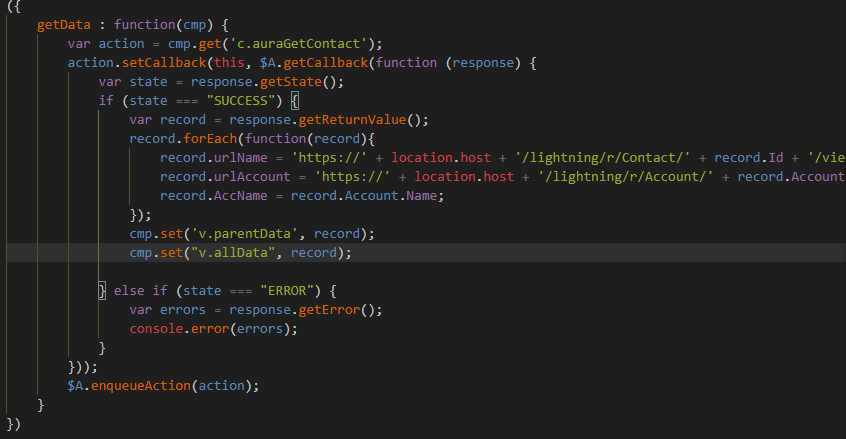 ({
getData : function(cmp) {
var action = cmp.get('c.auraGetContact');
action.setCallback(this, $A.getCallback(function (response) {
var state = response.getState();
if (state === "SUCCESS") {
var record = response.getReturnValue();
record.forEach(function(record){
record.urlName = 'https://' + location.host + '/lightning/r/Contact/' + record.Id + '/vie
record.urlAccount = 'https://' + location.host + '/lightning/r/Account/' + record.Account
record.AccName = record.Account.Name;
});
cmp.set('v.parentData', record);
cmp.set("v.allData", record);
} else if (state === "ERROR") {
var errors = response.getError();
console.error(errors);
}
}));
$A.enqueueAction(action);
}
})